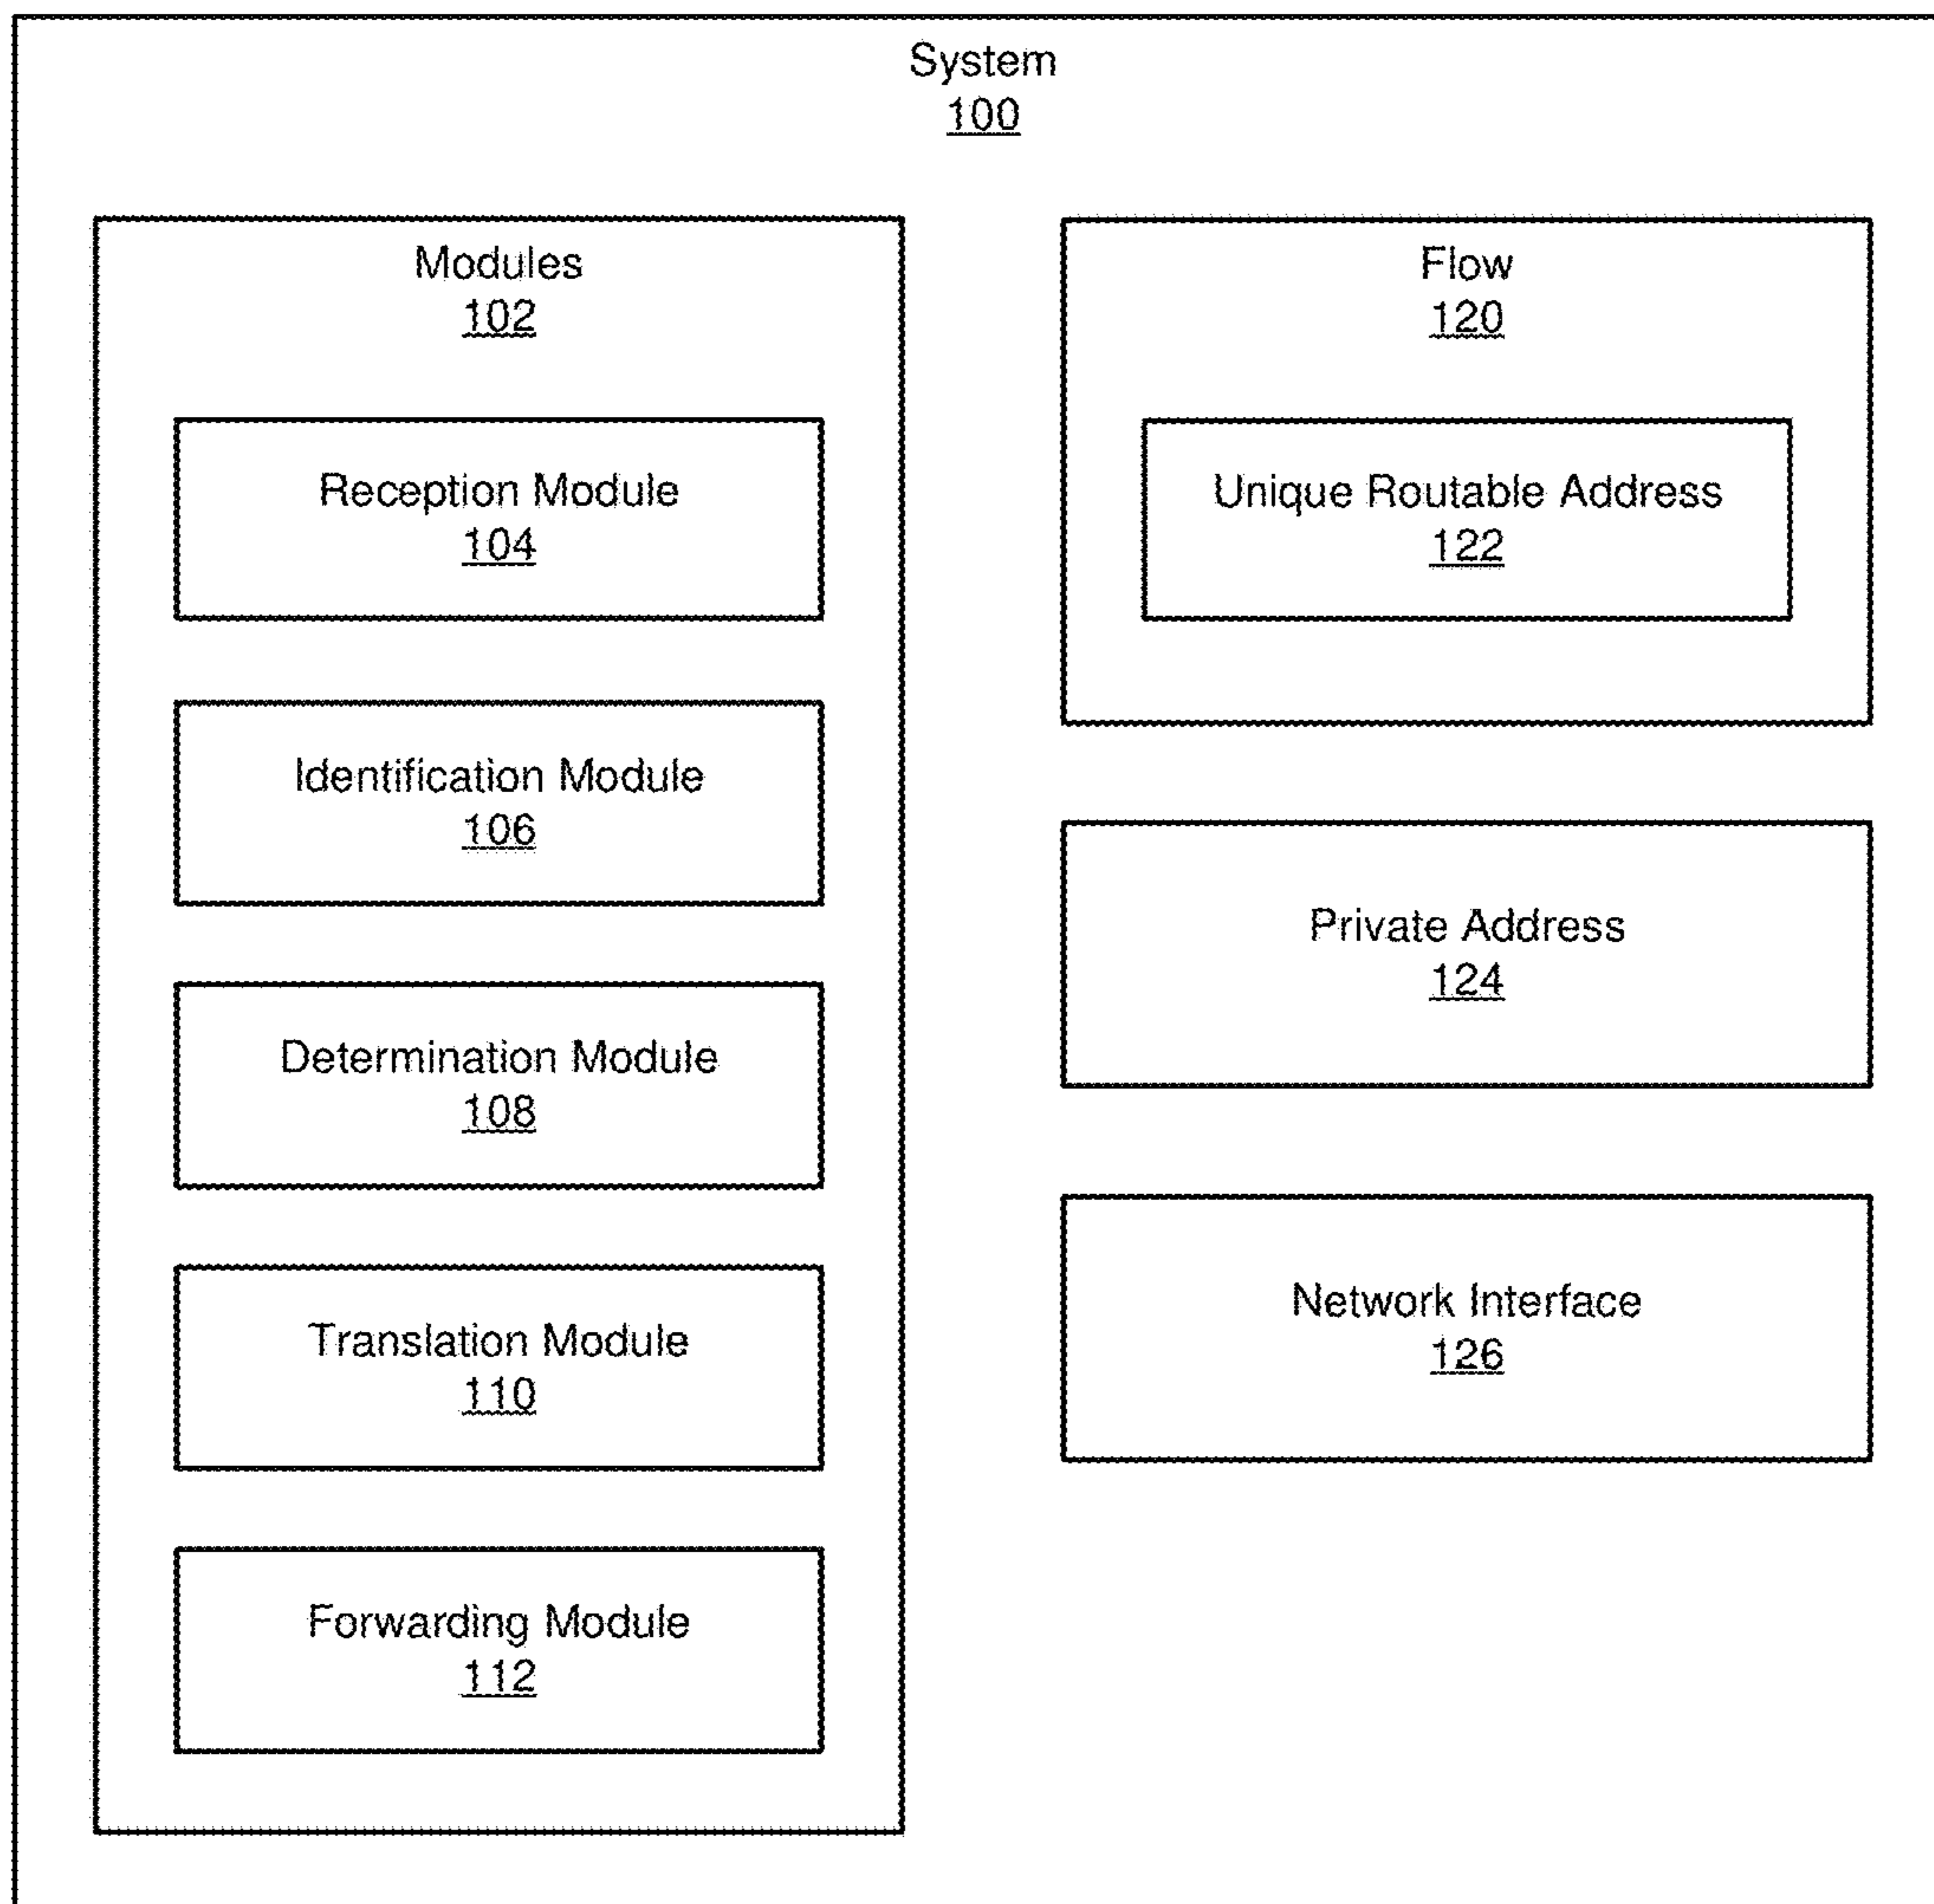 System
100
Modules
102
Reception Module
104
Identification Module
106
Determination Module
108
Translation Module
110
Forwarding Module
112
Flow
120
Unique Routable Address
122
Private Address
124
Network Interface
126